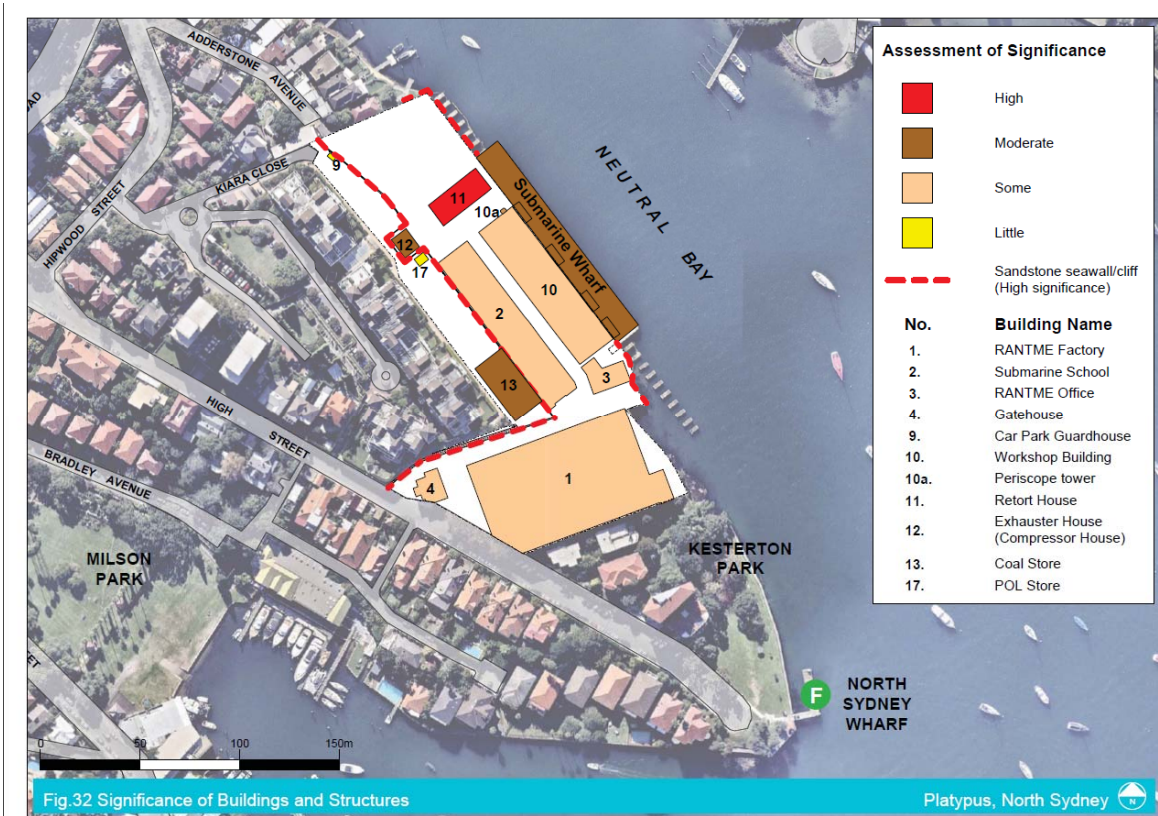 ADDERSTONE
AVENUE
OAD
HIPWOOD STREET
KIARA CLOSE
HIGH
STREET
BRADLEY AVENUE
MILSON
PARK
EET
9
12
17
11
10a
Submarine Wharf
10
2
13
3
1
4
NEUTRAL BAY
KESTERTON
PARK
F
NORTH
SYDNEY
WHARF
0 50 100 150m
Assessment of Significance
High
Moderate
Some
Little
Sandstone seawall/cliff
(High significance)
No. Building Name
1. RANTME Factory
2. Submarine School
3. RANTME Office
4. Gatehouse
9. Car Park Guardhouse
10. Workshop Building
10a. Periscope tower
11. Retort House
12. Exhauster House
(Compressor House)
13. Coal Store
17. POL Store
Fig.32 Significance of Buildings and Structures
Platypus, North Sydney
N